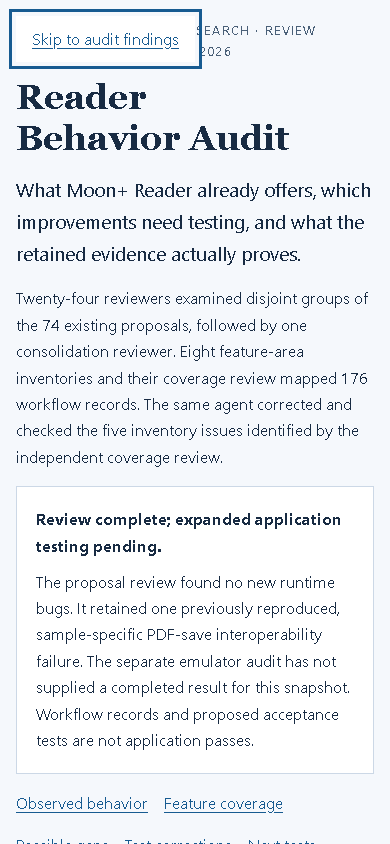 Skip to audit findings
SEARCH · REVIEW
2026
Reader
Behavior Audit
What Moon+ Reader already offers, which
improvements need testing, and what the
retained evidence actually proves.
Twenty-four reviewers examined disjoint groups of
the 74 existing proposals, followed by one
consolidation reviewer. Eight feature-area
inventories and their coverage review mapped 176
workflow records. The same agent corrected and
checked the five inventory issues identified by the
independent coverage review.
Review complete; expanded application
testing pending.
The proposal review found no new runtime
bugs. It retained one previously reproduced,
sample-specific PDF-save interoperability
failure. The separate emulator audit has not
supplied a completed result for this snapshot.
Workflow records and proposed acceptance
tests are not application passes.
Observed behavior Feature coverage
Possible gaps Test corrections Next tests